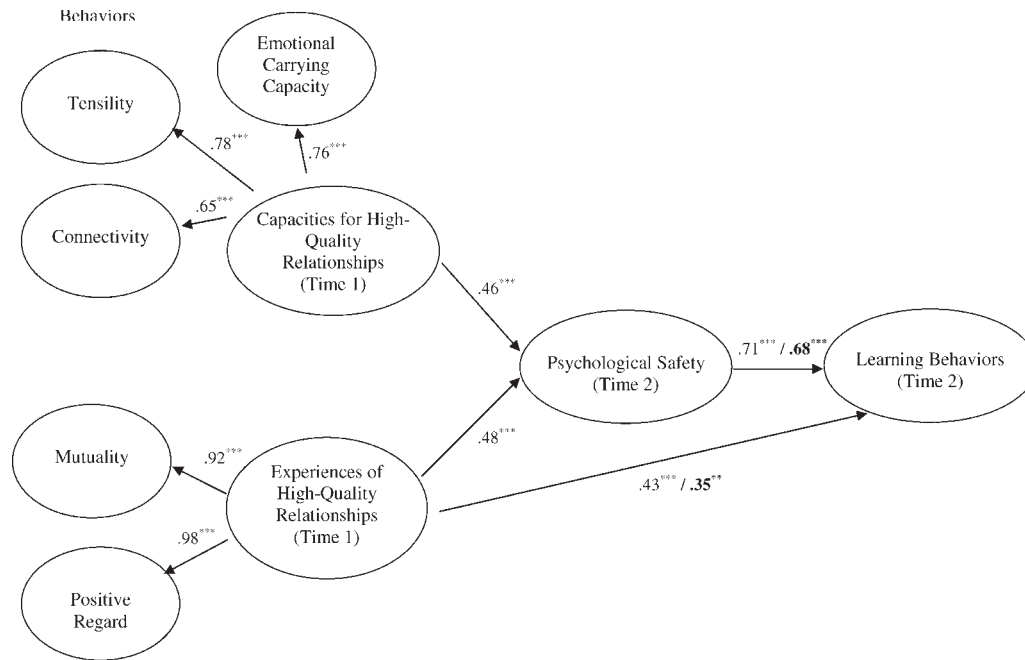 Behaviors
Emotional
Carrying
Capacity
Tensility
.78***
.76***
.65***
Connectivity
Capacities for High-
Quality
Relationships
(Time 1)
.46***
Psychological Safety
(Time 2)
.71*** / .68***
Learning Behaviors
(Time 2)
.48***
Mutuality
.92***
Experiences of
High-Quality
Relationships
(Time 1)
.43*** / .35**
.98***
Positive
Regard